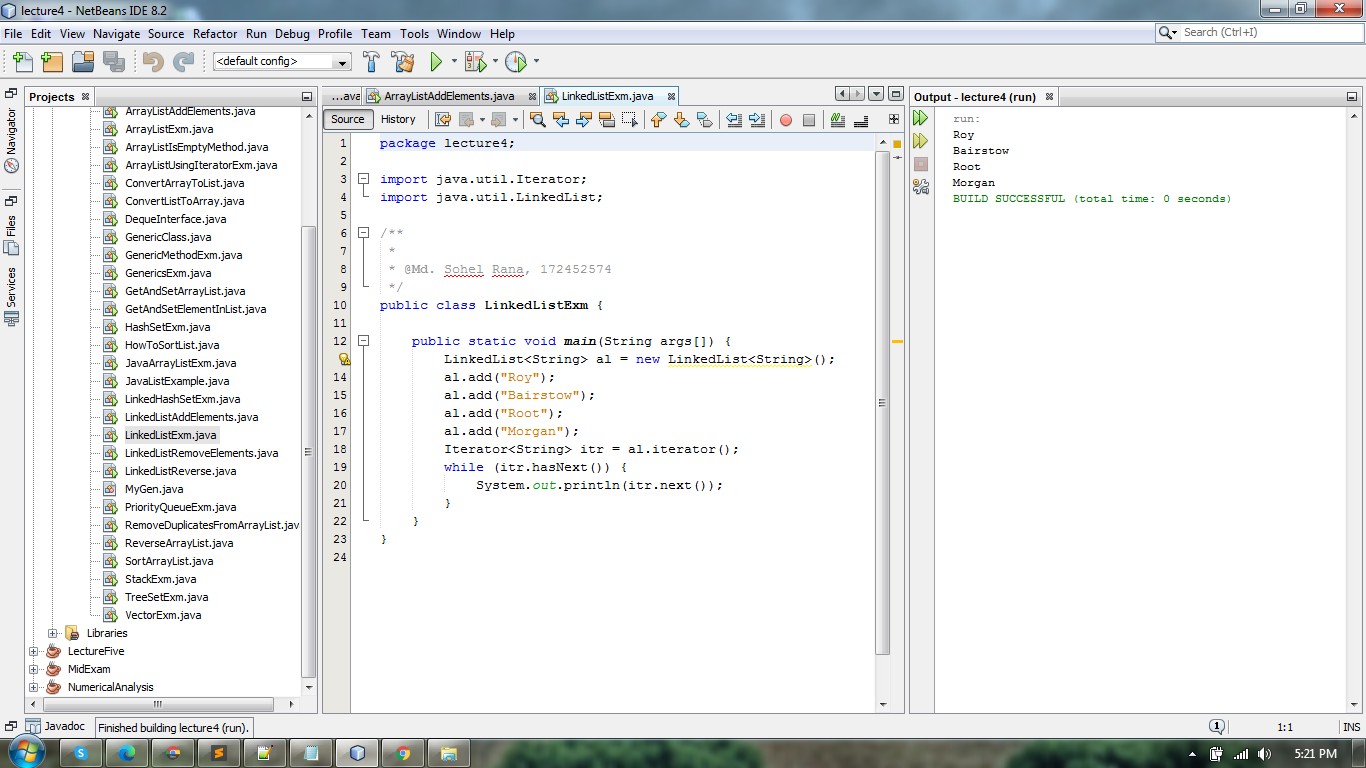 lecture4 - NetBeans IDE 8.2
File Edit View Navigate Source Refactor Run Debug Profile Team Tools Window Help
Search (Ctrl+I)
<default config>
Projects
Navigator
Files
Services
ArrayListAddElements.java
ArrayListExm.java
ArrayListIsEmptyMethod.java
ArrayListUsingIteratorExm.java
ConvertArrayToList.java
ConvertListToArray.java
DequeInterface.java
GenericClass.java
GenericMethodExm.java
GenericsExm.java
GetAndSetArrayList.java
GetAndSetElementInList.java
HashSetExm.java
HowToSortList.java
JavaArrayListExm.java
JavaListExample.java
LinkedHashSetExm.java
LinkedListAddElements.java
LinkedListExm.java
LinkedListRemoveElements.java
LinkedListReverse.java
MyGen.java
PriorityQueueExm.java
RemoveDuplicatesFromArrayList.java
ReverseArrayList.java
SortArrayList.java
StackExm.java
TreeSetExm.java
VectorExm.java
Libraries
LectureFive
MidExam
NumericalAnalysis
...ava ArrayListAddElements.java LinkedListExm.java
Source History
1 package lecture4;
2
3 import java.util.Iterator;
4 import java.util.LinkedList;
5
6 /**
7 *
8 * @Md. Sohel Rana, 172452574
9 */
10 public class LinkedListExm {
11
12 public static void main(String args[]) {
LinkedList<String> al = new LinkedList<String>();
14 al.add("Roy");
15 al.add("Bairstow");
16 al.add("Root");
17 al.add("Morgan");
18 Iterator<String> itr = al.iterator();
19 while (itr.hasNext()) {
20 System.out.println(itr.next());
21 }
22 }
23 }
24
Output - lecture4 (run)
run:
Roy
Bairstow
Root
Morgan
BUILD SUCCESSFUL (total time: 0 seconds)
Javadoc
Finished building lecture4 (run).
1
1:1
INS
5:21 PM